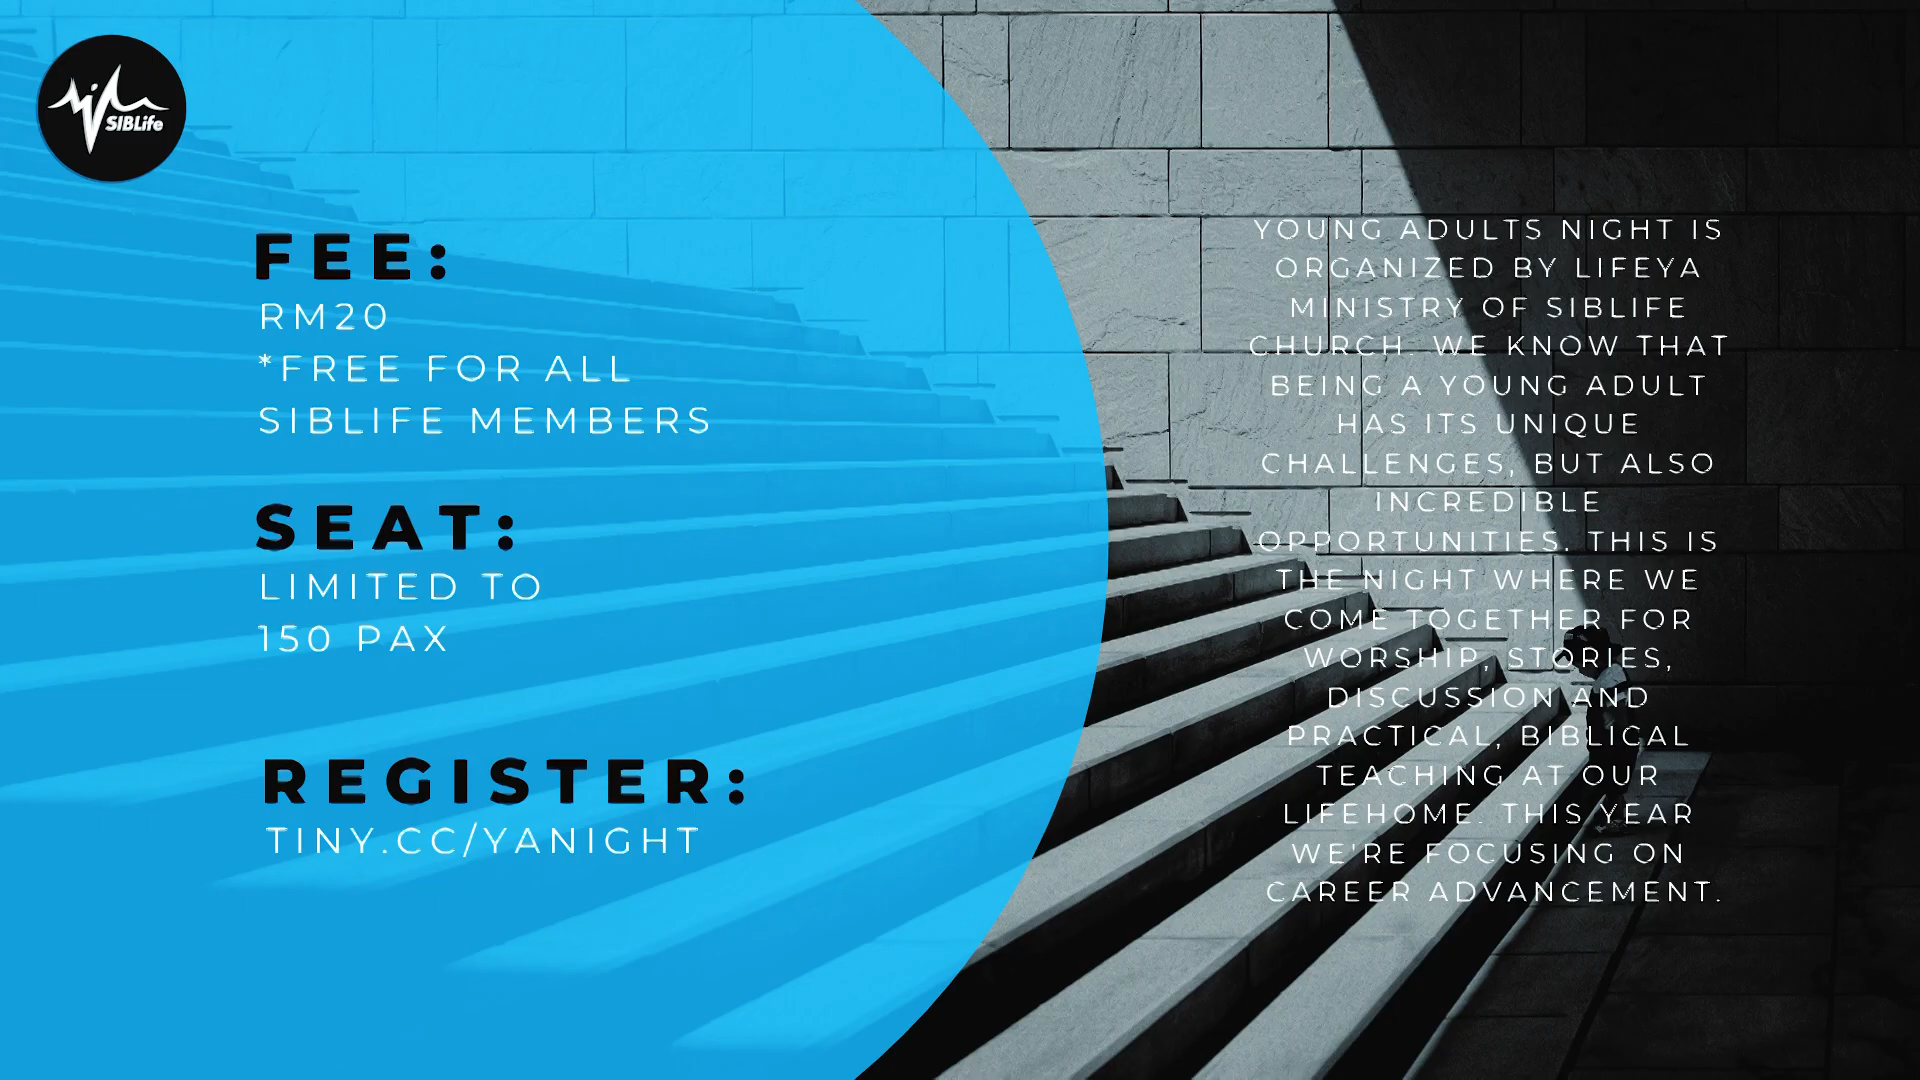 SIBLife
FEE:
RM20
*FREE FOR ALL
SIBLIFE MEMBERS
SEAT:
LIMITED TO
150 PAX
REGISTER:
TINY.CC/YANIGHT
YOUNG ADULTS NIGHT IS
ORGANIZED BY LIFEYA
MINISTRY OF SIBLIFE
CHURCH. WE KNOW THAT
BEING A YOUNG ADULT
HAS ITS UNIQUE
CHALLENGES, BUT ALSO
INCREDIBLE
OPPORTUNITIES. THIS IS
THE NIGHT WHERE WE
COME TOGETHER FOR
WORSHIP, STORIES,
DISCUSSION AND
PRACTICAL, BIBLICAL
TEACHING AT OUR
LIFEHOME. THIS YEAR
WE'RE FOCUSING ON
CAREER ADVANCEMENT.